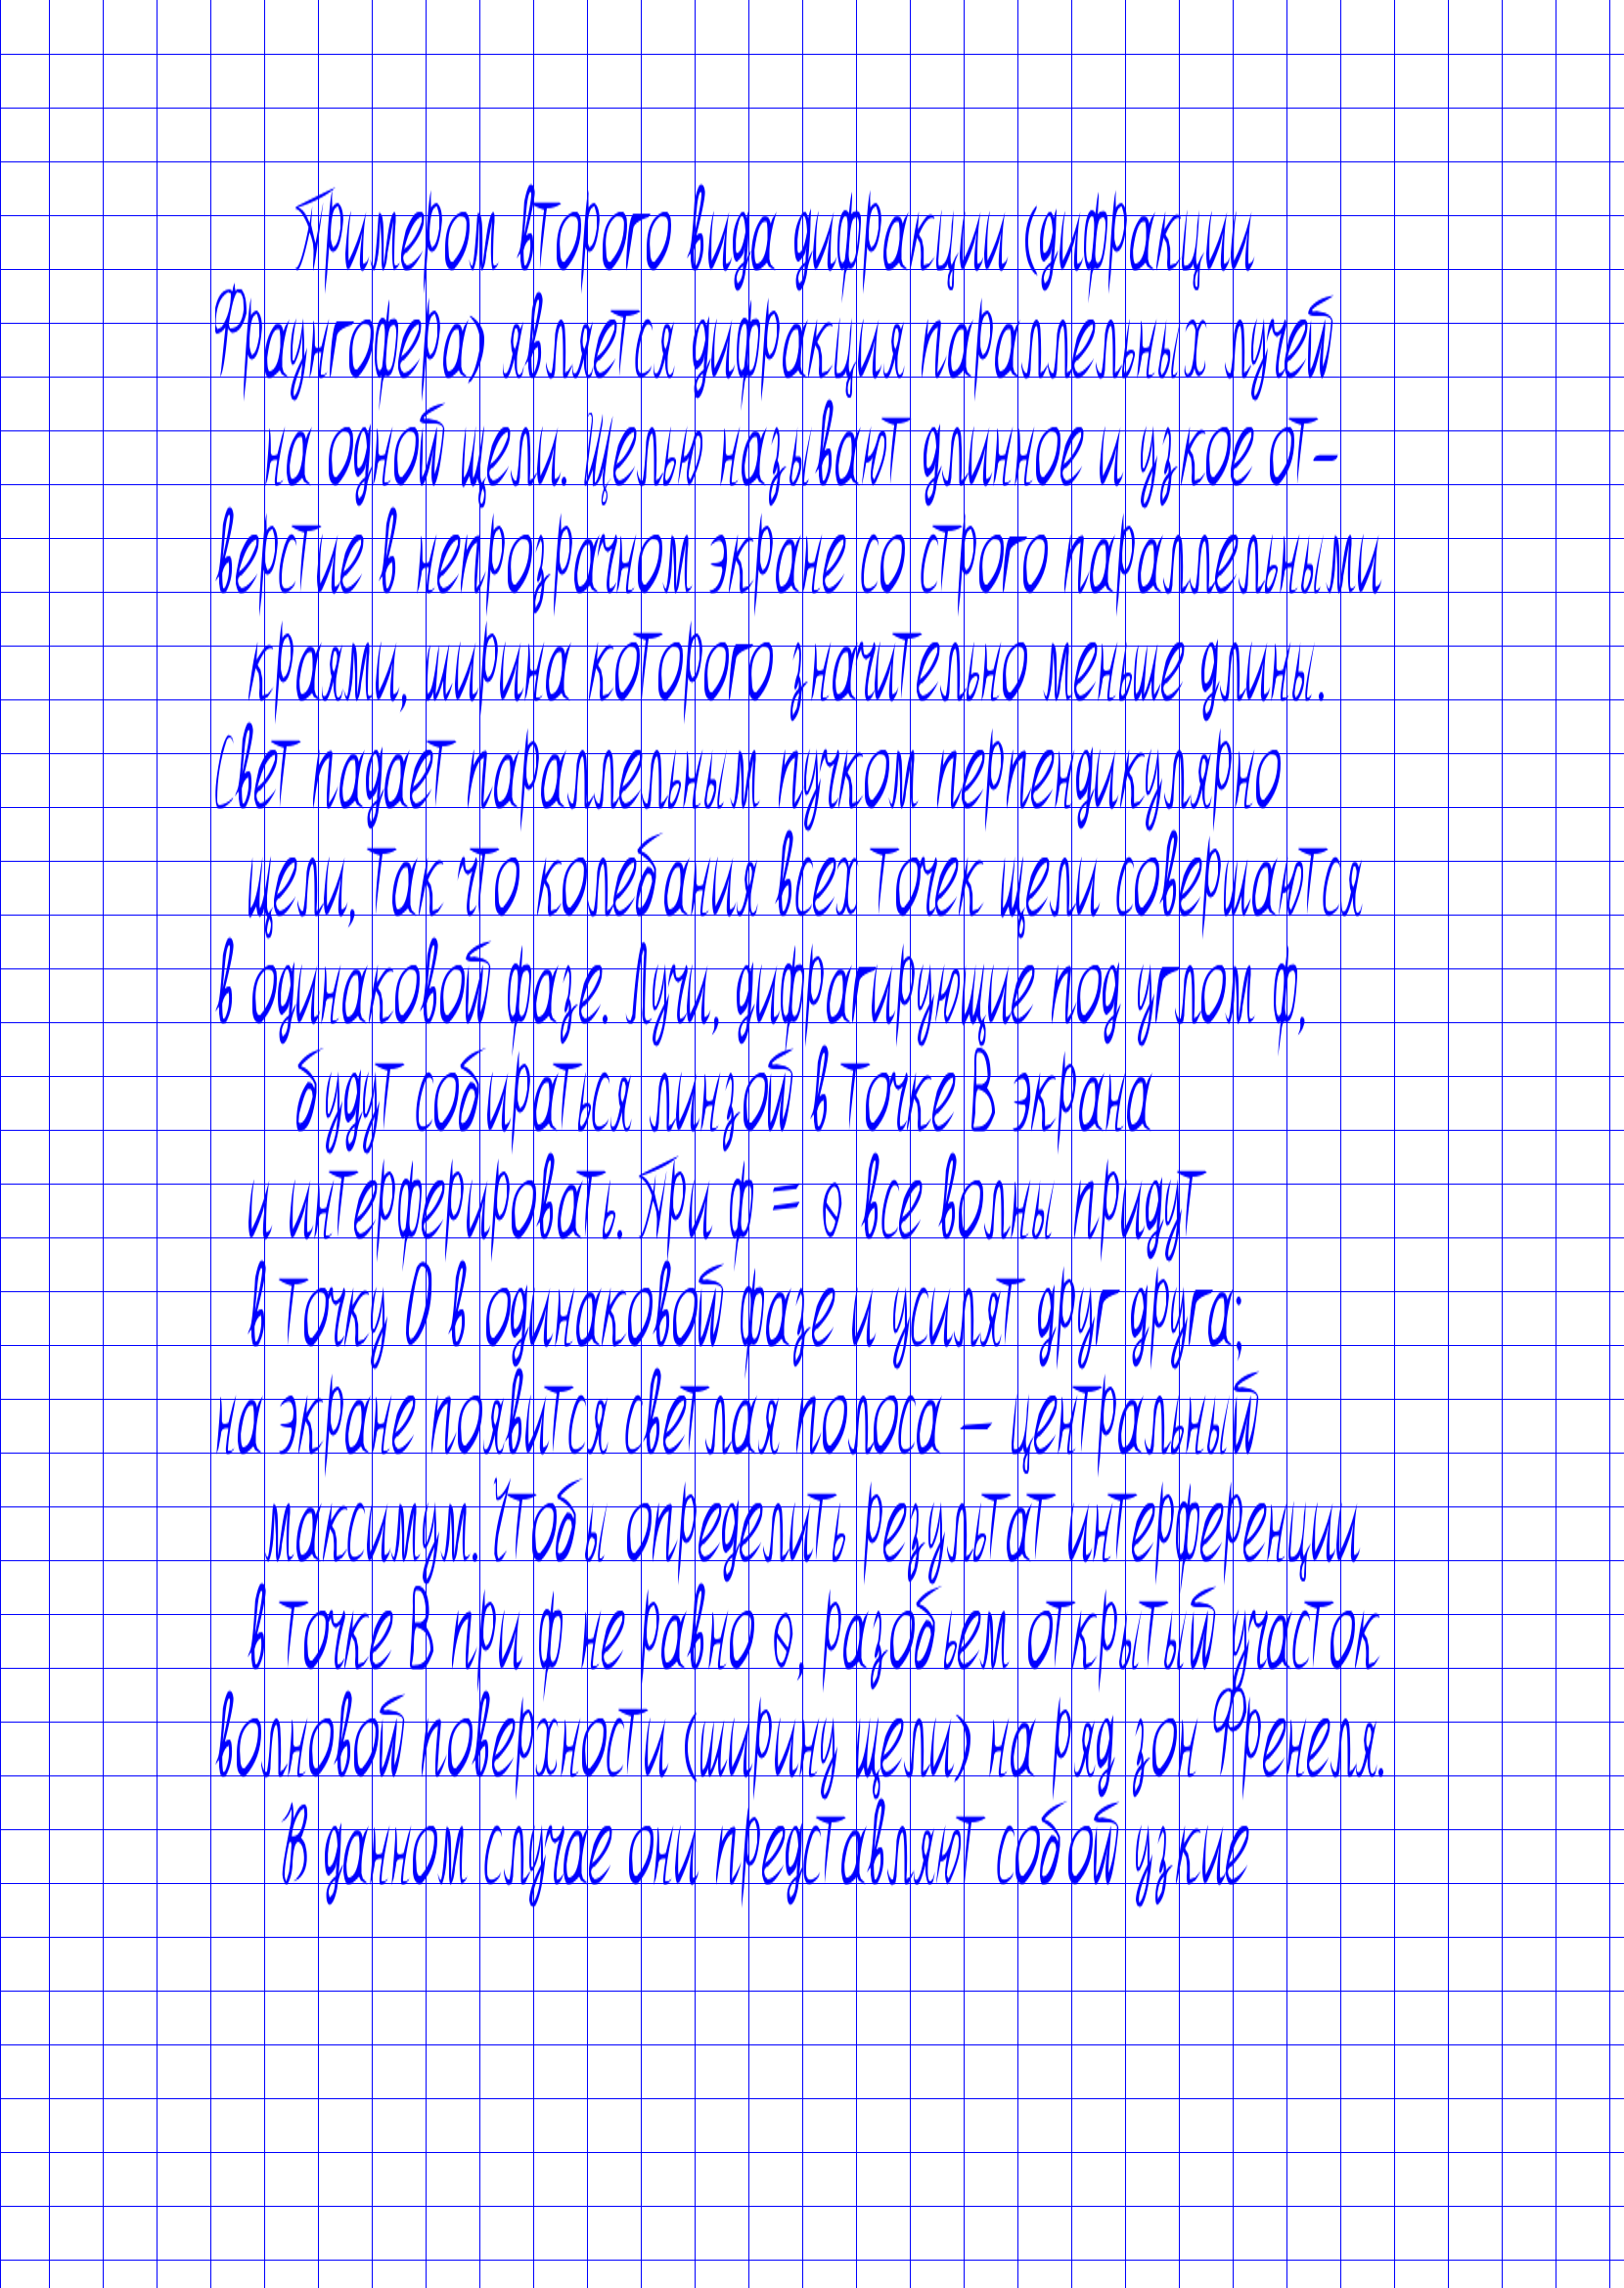 Примером второго вида дифракции (дифракции
Фраунгофера) является дифракция параллельных лучей
на одной щели. Щелью называют длинное и узкое от-
верстие в непрозрачном экране со строго параллельными
краями, ширина которого значительно меньше длины.
Свет падает параллельным пучком перпендикулярно
щели, так что колебания всех точек щели совершаются
в одинаковой фазе. Лучи, дифрагирующие под углом ф,
будут собираться линзой в точке В экрана
и интерферировать. При ф = 0 все волны придут
в точку О в одинаковой фазе и усилят друг друга;
на экране появится светлая полоса – центральный
максимум. Чтобы определить результат интерференции
в точке В при ф не равно 0, разобьем открытый участок
волновой поверхности (ширину щели) на ряд зон Френеля.
В данном случае они представляют собой узкие